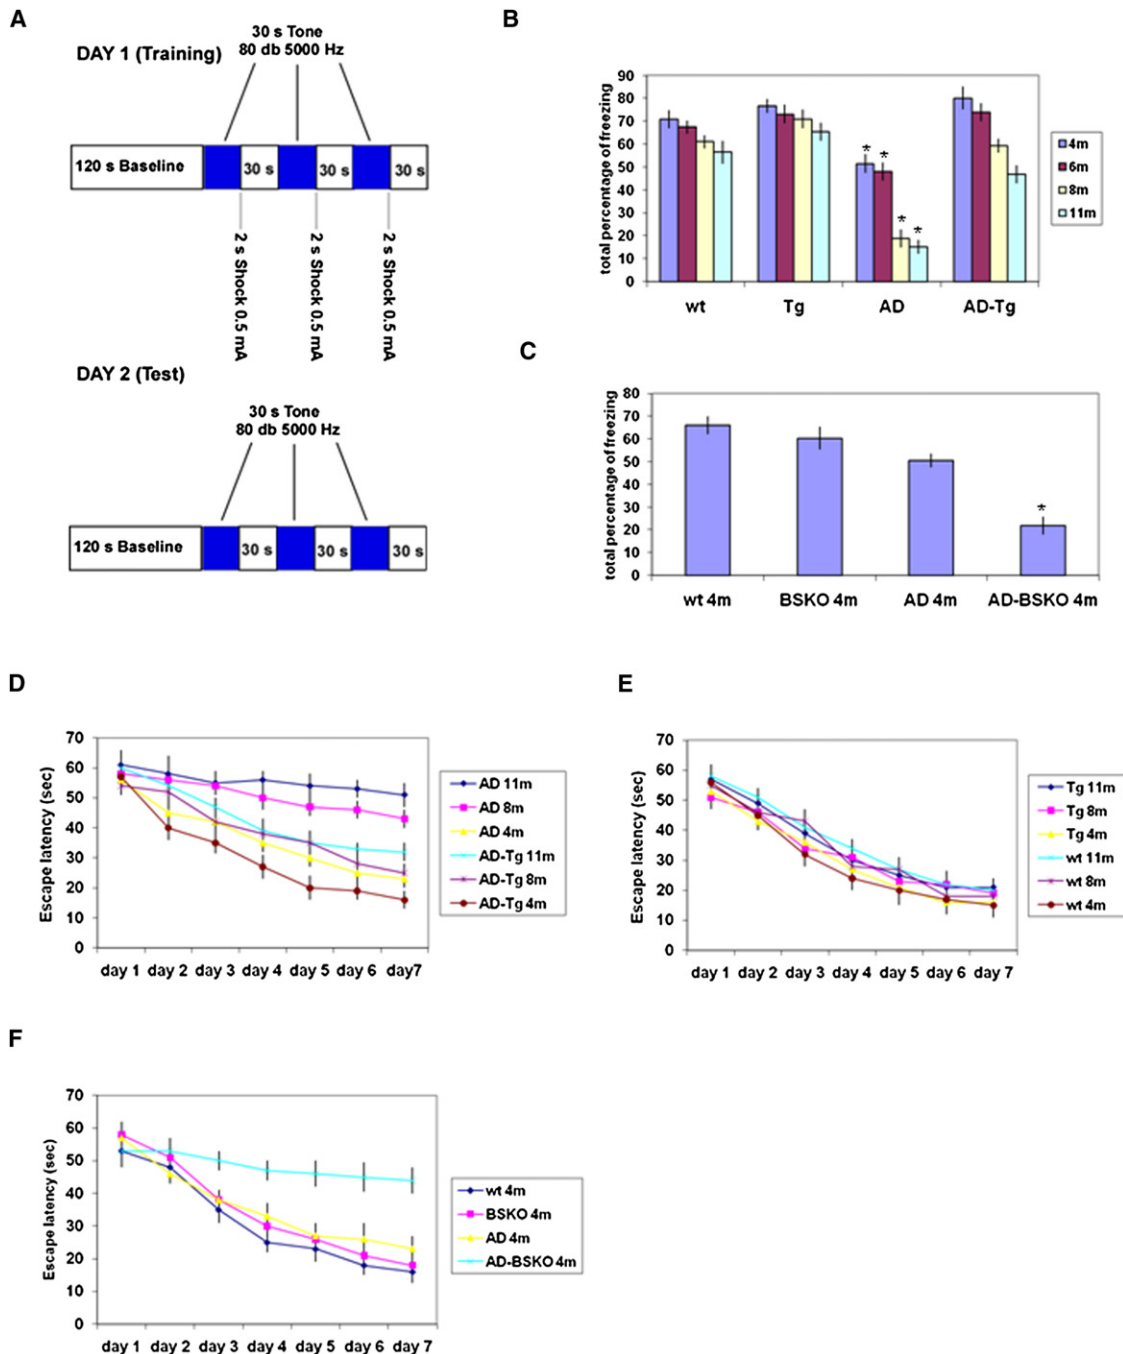 A
DAY 1 (Training)
30 s Tone
80 db 5000 Hz
120 s Baseline
30 s
30 s
30 s
2 s Shock 0.5 mA
2 s Shock 0.5 mA
2 s Shock 0.5 mA
DAY 2 (Test)
30 s Tone
80 db 5000 Hz
120 s Baseline
30 s
30 s
30 s
B
total percentage of freezing
90
80
70
60
50
40
30
20
10
0
* * * *
wt Tg AD AD-Tg
4m
6m
8m
11m
C
total percentage of freezing
80
70
60
50
40
30
20
10
0
*
wt 4m BSKO 4m AD 4m AD-BSKO 4m
D
Escape latency (sec)
70
60
50
40
30
20
10
0
day 1 day 2 day 3 day 4 day 5 day 6 day7
AD 11m
AD 8m
AD 4m
AD-Tg 11m
AD-Tg 8m
AD-Tg 4m
E
Escape latency (sec)
70
60
50
40
30
20
10
0
day 1 day 2 day 3 day 4 day 5 day 6 day 7
Tg 11m
Tg 8m
Tg 4m
wt 11m
wt 8m
wt 4m
F
Escape latency (sec)
70
60
50
40
30
20
10
0
day 1 day 2 day 3 day 4 day 5 day 6 day 7
wt 4m
BSKO 4m
AD 4m
AD-BSKO 4m